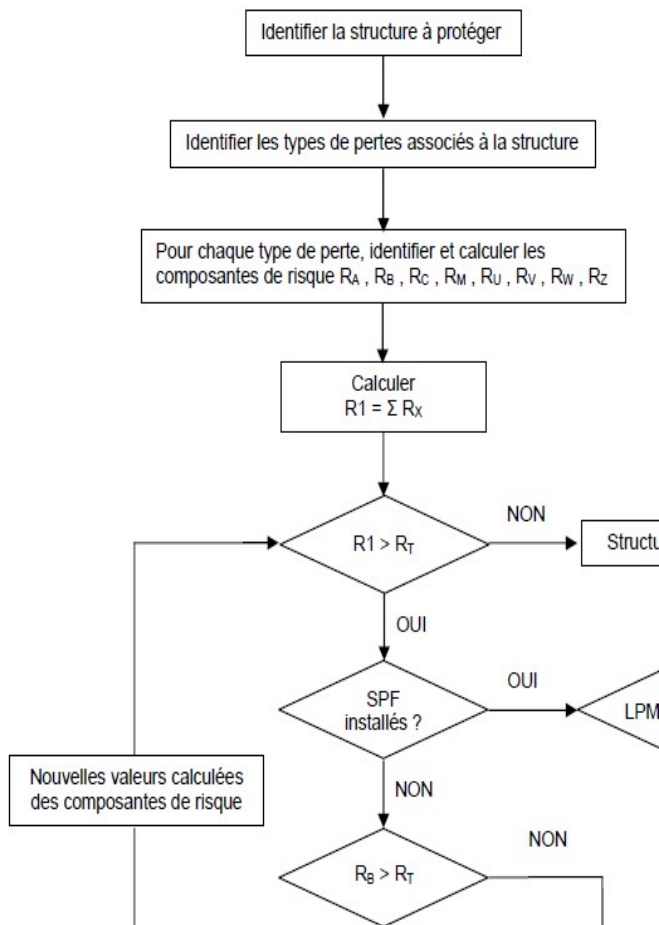 Identifier la structure à protéger
Identifier les types de pertes associés à la structure
Pour chaque type de perte, identifier et calculer les
composantes de risque RA , RB , RC , RM , RU , RV , RW , RZ
Calculer
R1 = Σ RX
R1 > RT
NON
Structu
OUI
SPF
installés ?
OUI
LPM
Nouvelles valeurs calculées
des composantes de risque
NON
RB > RT
NON